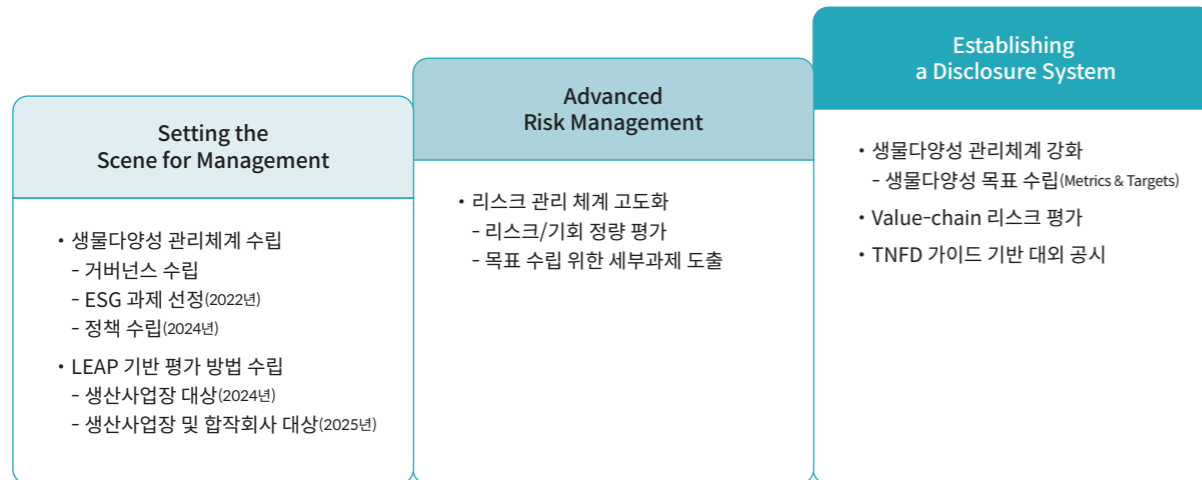 Setting the
Scene for Management
• 생물다양성 관리체계 수립
- 거버넌스 수립
- ESG 과제 선정(2022년)
- 정책 수립(2024년)
• LEAP 기반 평가 방법 수립
- 생산사업장 대상(2024년)
- 생산사업장 및 합작회사 대상(2025년)
Advanced
Risk Management
• 리스크 관리 체계 고도화
- 리스크/기회 정량 평가
- 목표 수립 위한 세부과제 도출
Establishing
a Disclosure System
• 생물다양성 관리체계 강화
- 생물다양성 목표 수립(Metrics & Targets)
• Value-chain 리스크 평가
• TNFD 가이드 기반 대외 공시